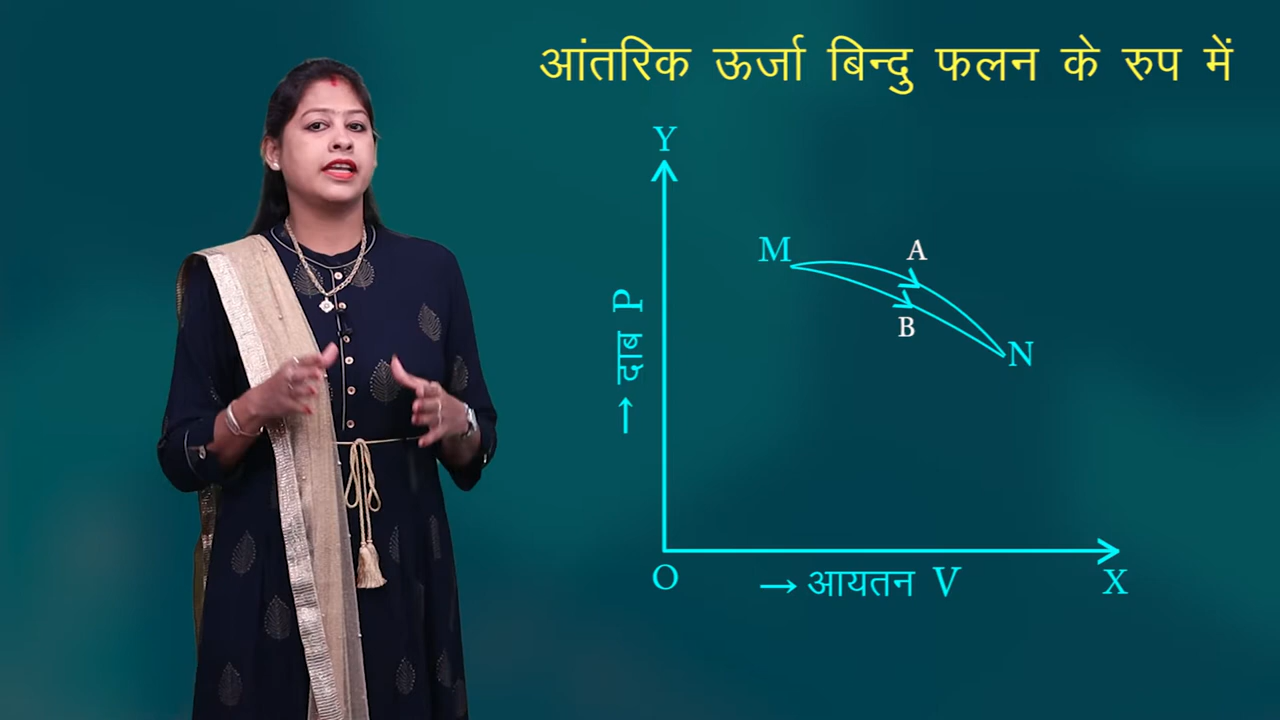 आंतरिक ऊर्जा बिन्दु फलन के रुप में
Y
M
A
→ दाब P
B
N
O
→ आयतन V
X